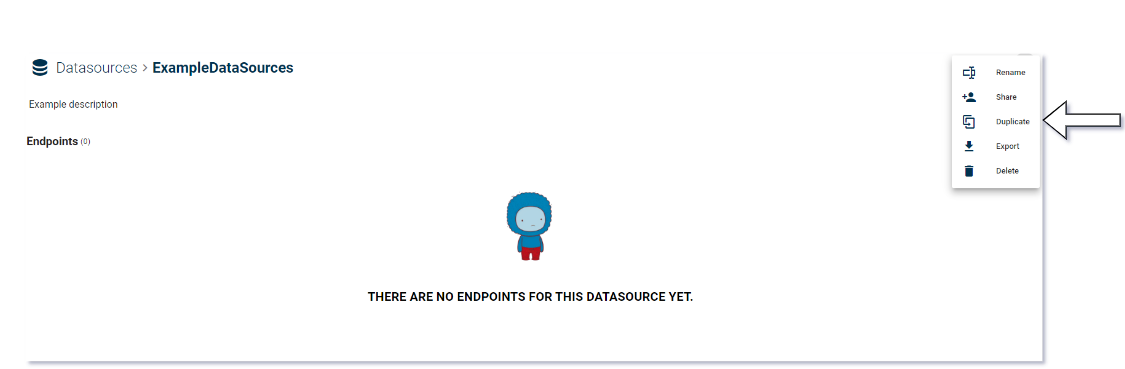 Datasources > ExampleDataSources
Example description
Endpoints (0)
Rename
Share
Duplicate
Export
Delete
THERE ARE NO ENDPOINTS FOR THIS DATASOURCE YET.